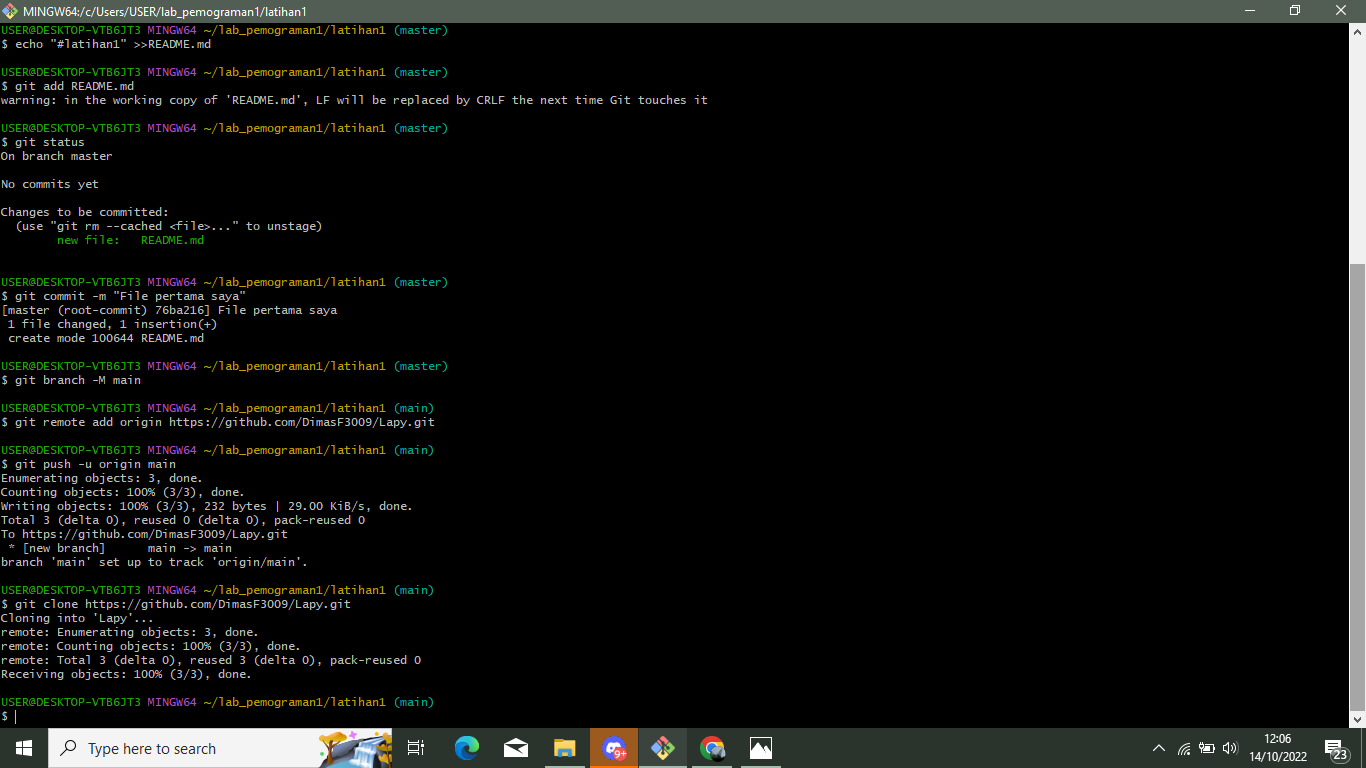 MINGW64:/c/Users/USER/lab_pemograman1/latihan1
USER@DESKTOP-VTB6JT3 MINGW64 ~/lab_pemograman1/latihan1 (master)
$ echo "#latihan1" >>README.md
USER@DESKTOP-VTB6JT3 MINGW64 ~/lab_pemograman1/latihan1 (master)
$ git add README.md
warning: in the working copy of 'README.md', LF will be replaced by CRLF the next time Git touches it
USER@DESKTOP-VTB6JT3 MINGW64 ~/lab_pemograman1/latihan1 (master)
$ git status
On branch master
No commits yet
Changes to be committed:
  (use "git rm --cached <file>..." to unstage)
        new file:   README.md
USER@DESKTOP-VTB6JT3 MINGW64 ~/lab_pemograman1/latihan1 (master)
$ git commit -m "File pertama saya"
[master (root-commit) 76ba216] File pertama saya
 1 file changed, 1 insertion(+)
 create mode 100644 README.md
USER@DESKTOP-VTB6JT3 MINGW64 ~/lab_pemograman1/latihan1 (master)
$ git branch -M main
USER@DESKTOP-VTB6JT3 MINGW64 ~/lab_pemograman1/latihan1 (main)
$ git remote add origin https://github.com/DimasF3009/Lapy.git
USER@DESKTOP-VTB6JT3 MINGW64 ~/lab_pemograman1/latihan1 (main)
$ git push -u origin main
Enumerating objects: 3, done.
Counting objects: 100% (3/3), done.
Writing objects: 100% (3/3), 232 bytes | 29.00 KiB/s, done.
Total 3 (delta 0), reused 0 (delta 0), pack-reused 0
To https://github.com/DimasF3009/Lapy.git
 * [new branch]      main -> main
branch 'main' set up to track 'origin/main'.
USER@DESKTOP-VTB6JT3 MINGW64 ~/lab_pemograman1/latihan1 (main)
$ git clone https://github.com/DimasF3009/Lapy.git
Cloning into 'Lapy'...
remote: Enumerating objects: 3, done.
remote: Counting objects: 100% (3/3), done.
remote: Total 3 (delta 0), reused 3 (delta 0), pack-reused 0
Receiving objects: 100% (3/3), done.
USER@DESKTOP-VTB6JT3 MINGW64 ~/lab_pemograman1/latihan1 (main)
$
Type here to search
9+
12:06
14/10/2022
23